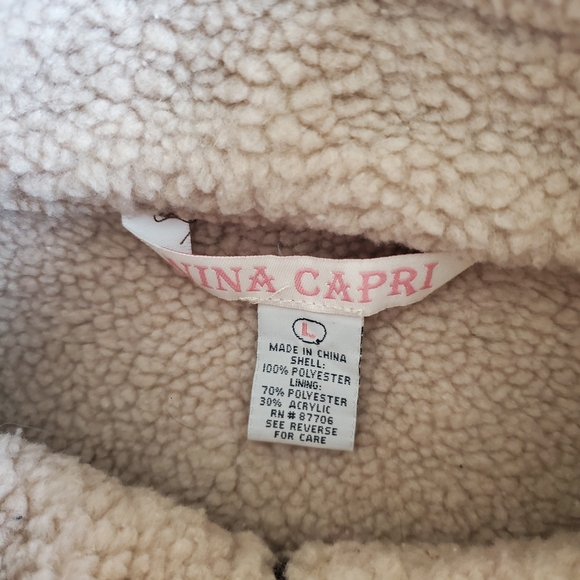 NINA CAPRI
L
MADE IN CHINA
SHELL:
100% POLYESTER
LINING:
70% POLYESTER
30% ACRYLIC
RN # 87706
SEE REVERSE
FOR CARE